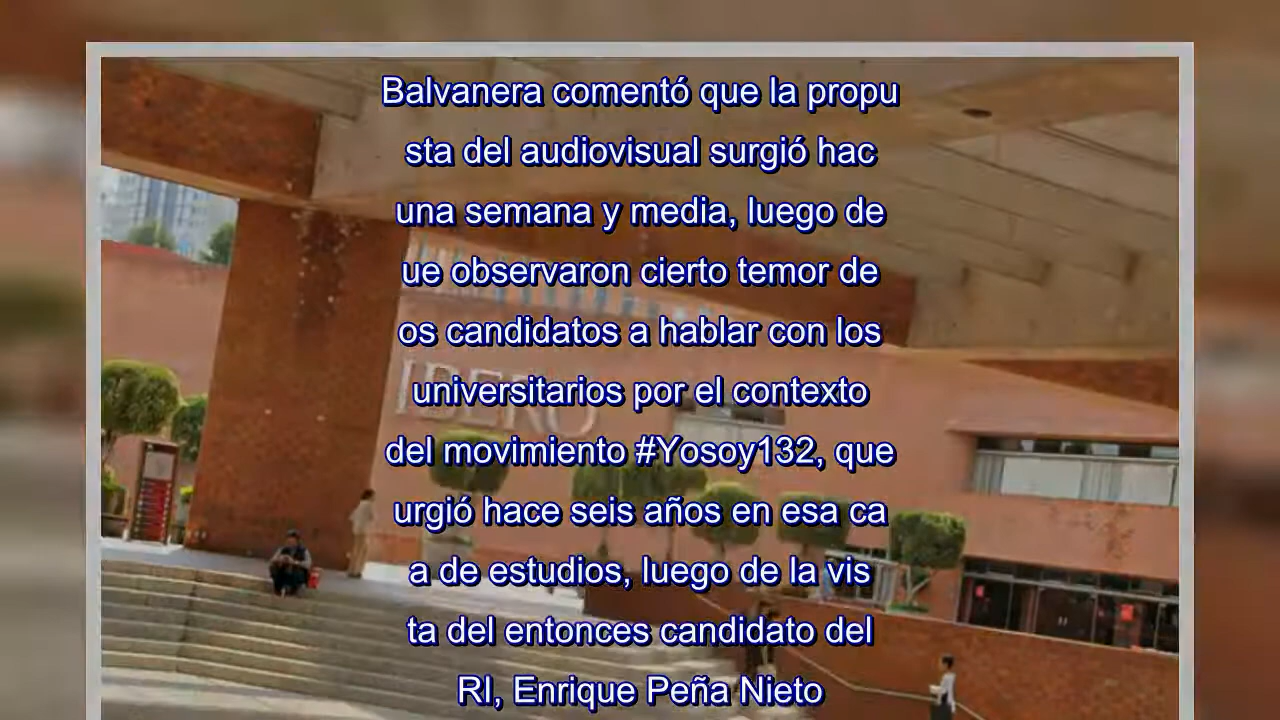 Balvanera comentó que la propu
sta del audiovisual surgió hac
una semana y media, luego de
ue observaron cierto temor de
os candidatos a hablar con los
universitarios por el contexto
del movimiento #Yosoy132, que
urgió hace seis años en esa ca
a de estudios, luego de la vis
ta del entonces candidato del
RI, Enrique Peña Nieto
IBERO